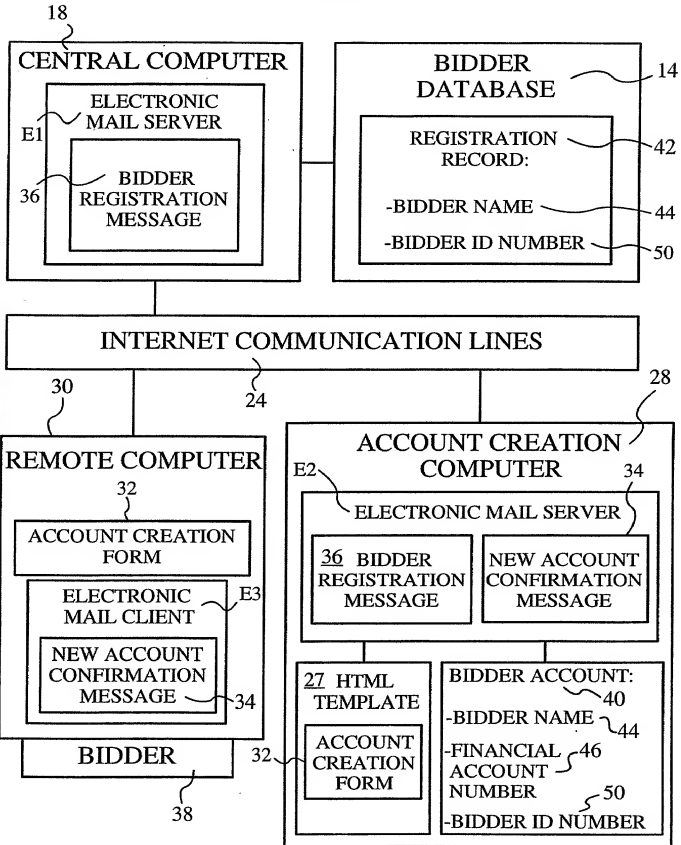 18
CENTRAL COMPUTER
ELECTRONIC
MAIL SERVER
E1
36
BIDDER
REGISTRATION
MESSAGE
BIDDER
DATABASE
14
REGISTRATION
RECORD:
42
-BIDDER NAME
44
-BIDDER ID NUMBER
50
INTERNET COMMUNICATION LINES
24
30
REMOTE COMPUTER
32
ACCOUNT CREATION
FORM
ELECTRONIC
MAIL CLIENT
E3
NEW ACCOUNT
CONFIRMATION
MESSAGE
34
BIDDER
38
28
ACCOUNT CREATION
COMPUTER
E2
34
ELECTRONIC MAIL SERVER
36 BIDDER
REGISTRATION
MESSAGE
NEW ACCOUNT
CONFIRMATION
MESSAGE
27 HTML
TEMPLATE
32
ACCOUNT
CREATION
FORM
BIDDER ACCOUNT:
40
-BIDDER NAME
44
-FINANCIAL
ACCOUNT
NUMBER
46
50
-BIDDER ID NUMBER